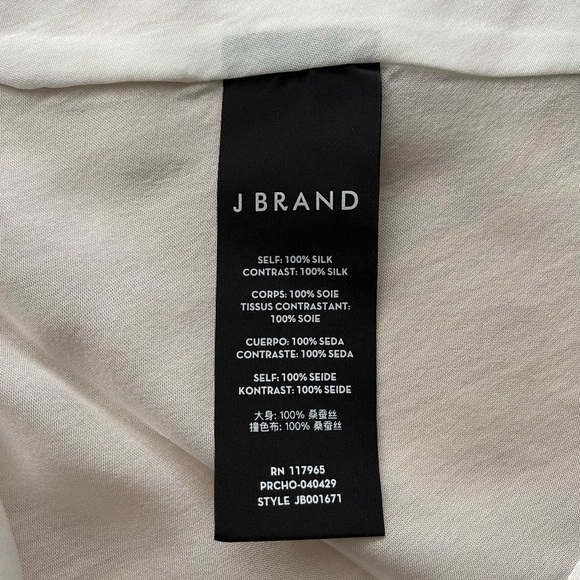 J BRAND
SELF: 100% SILK
CONTRAST: 100% SILK
CORPS: 100% SOIE
TISSUS CONTRASTANT:
100% SOIE
CUERPO: 100% SEDA
CONTRASTE: 100% SEDA
SELF: 100% SEIDE
KONTRAST: 100% SEIDE
大身: 100% 桑蚕丝
撞色布: 100% 桑蚕丝
RN 117965
PRCHO-040429
STYLE JB001671